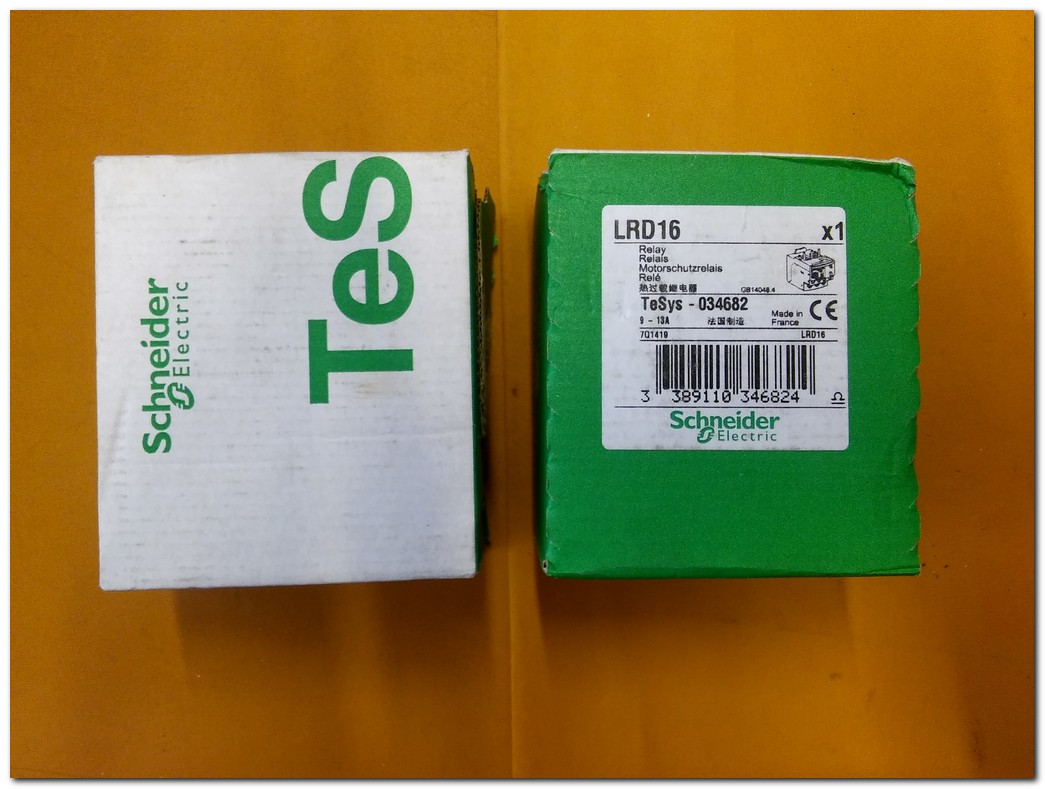 Schneider
Electric
TeS
LRD16 x1
Relay
Relais
Motorschutzrelais
Relé
热过载继电器 GB14048.4
TeSys - 034682
9 - 13A 法国制造 Made in France CE
7Q1419 LRD16
3 389110 346824
Schneider
Electric